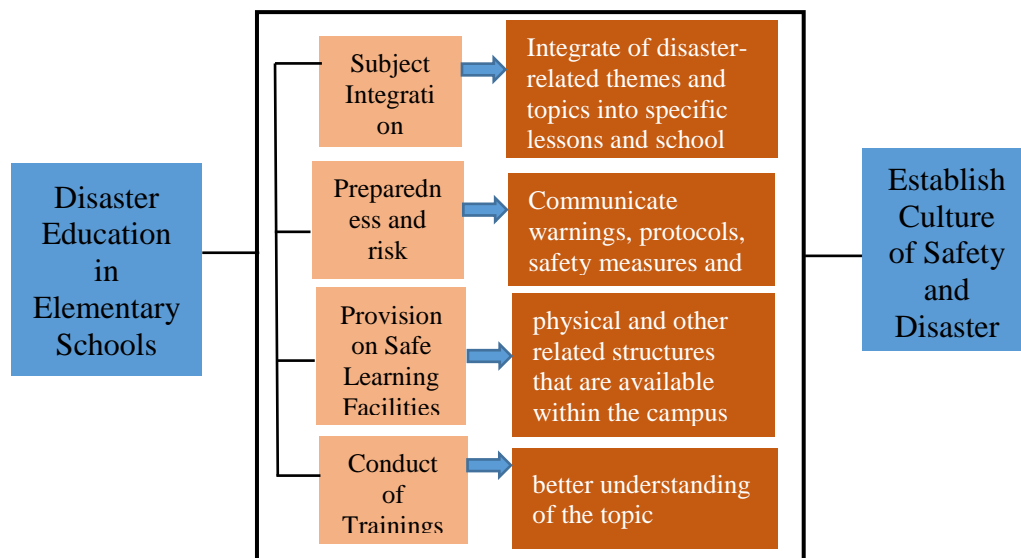 Disaster
Education
in
Elementary
Schools
Subject
Integrati
on
Integrate of disaster-
related themes and
topics into specific
lessons and school
Preparedn
ess and risk
Communicate
warnings, protocols,
safety measures and
Provision
on Safe
Learning
Facilities
physical and other
related structures
that are available
within the campus
Conduct
of
Trainings
better understanding
of the topic
Establish
Culture
of Safety
and
Disaster